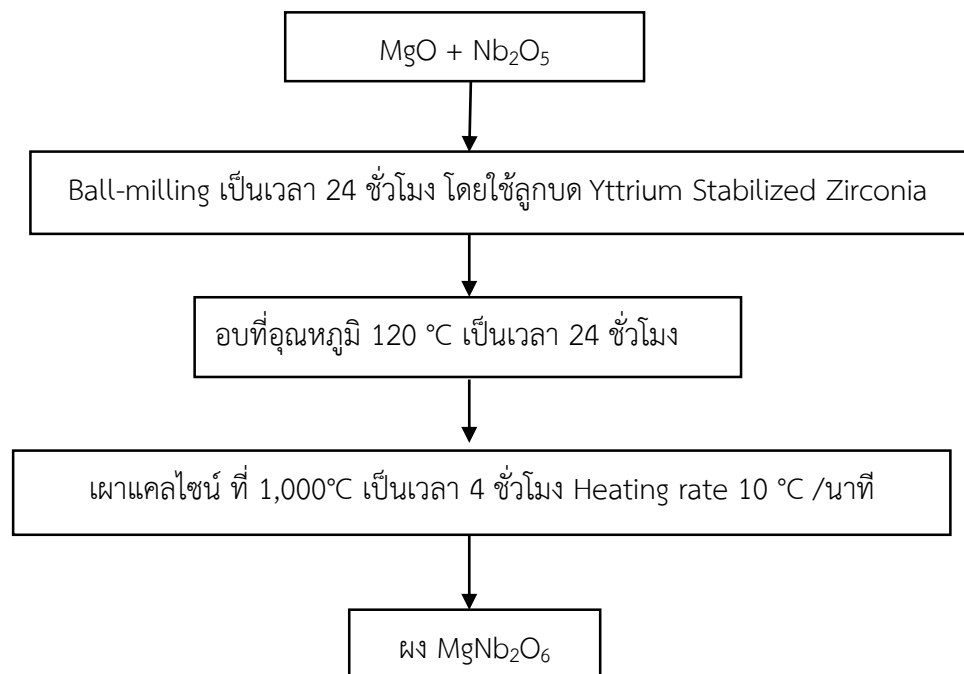 MgO + Nb₂O₅
Ball-milling เป็นเวลา 24 ชั่วโมง โดยใช้ลูกบด Yttrium Stabilized Zirconia
อบที่อุณหภูมิ 120 °C เป็นเวลา 24 ชั่วโมง
เผาแคลไซน์ ที่ 1,000°C เป็นเวลา 4 ชั่วโมง Heating rate 10 °C /นาที
ผง MgNb₂O₆